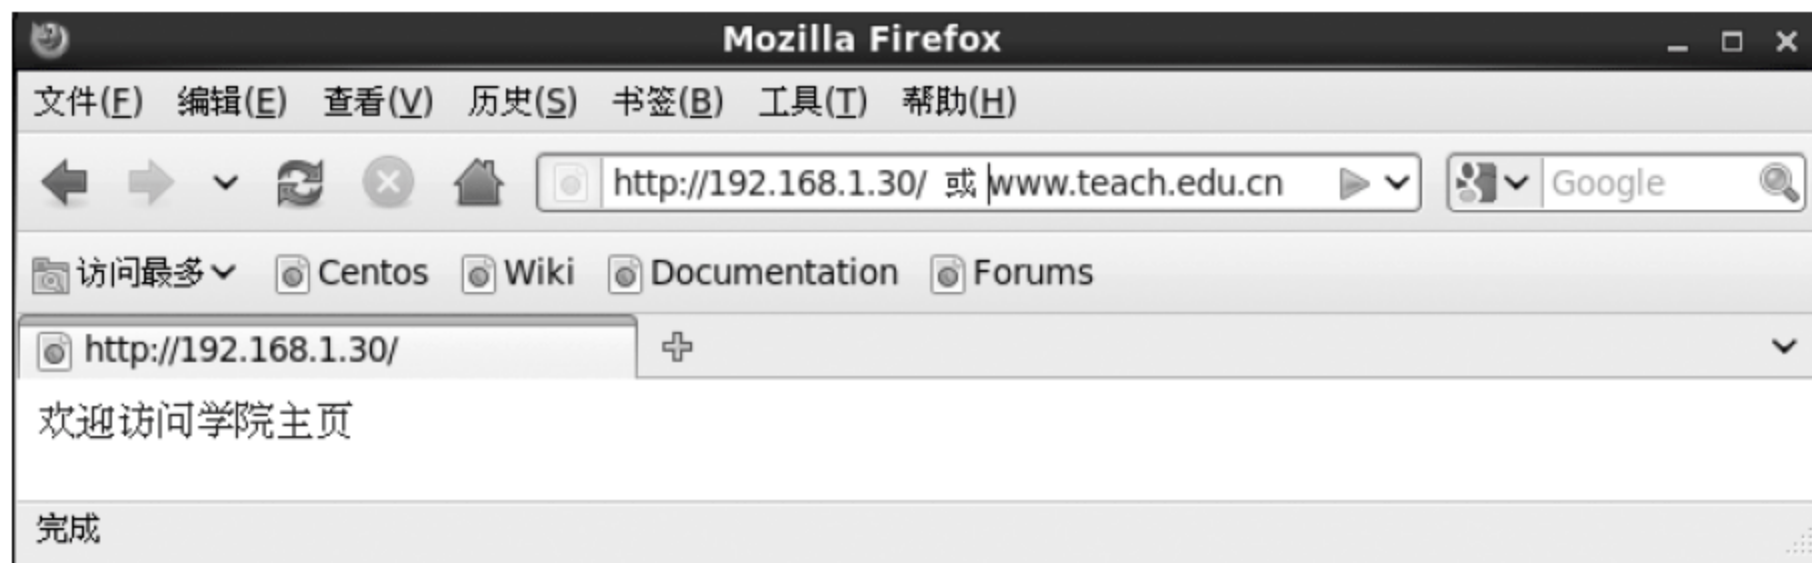 Mozilla Firefox
文件(F) 编辑(E) 查看(V) 历史(S) 书签(B) 工具(T) 帮助(H)
http://192.168.1.30/ 或 www.teach.edu.cn Google
访问最多 Centos Wiki Documentation Forums
http://192.168.1.30/
欢迎访问学院主页
完成